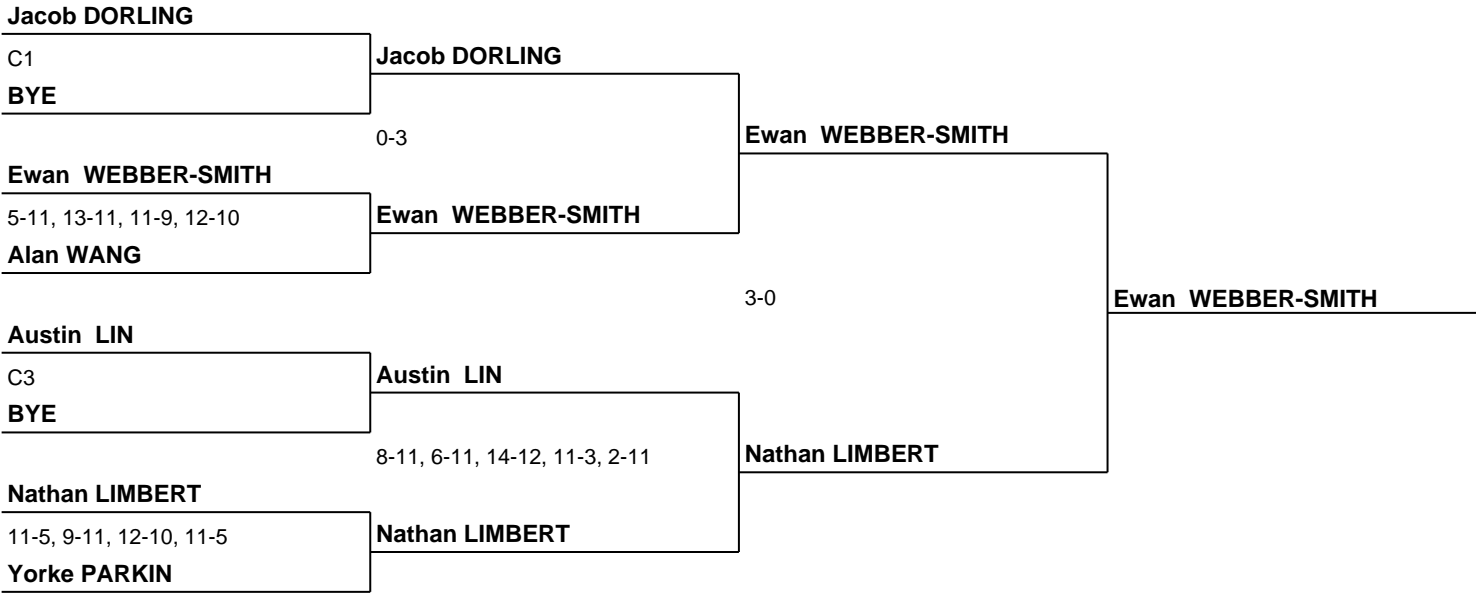 Jacob DORLING
C1
BYE
Jacob DORLING
0-3
Ewan WEBBER-SMITH
Ewan WEBBER-SMITH
5-11, 13-11, 11-9, 12-10
Alan WANG
Ewan WEBBER-SMITH
3-0
Ewan WEBBER-SMITH
Austin LIN
C3
BYE
Austin LIN
8-11, 6-11, 14-12, 11-3, 2-11
Nathan LIMBERT
Nathan LIMBERT
11-5, 9-11, 12-10, 11-5
Yorke PARKIN
Nathan LIMBERT